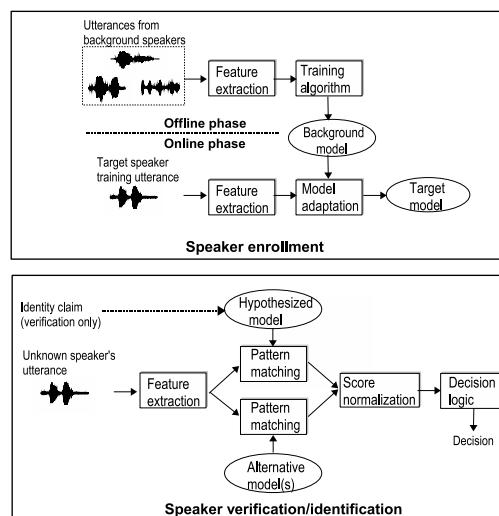 Utterances from
background speakers
Feature
extraction
Training
algorithm
Offline phase
Online phase
Background
model
Target speaker
training utterance
Feature
extraction
Model
adaptation
Target
model
Speaker enrollment
Identity claim
(verification only)
Hypothesized
model
Unknown speaker's
utterance
Feature
extraction
Pattern
matching
Pattern
matching
Score
normalization
Decision
logic
Decision
Alternative
model(s)
Speaker verification/identification